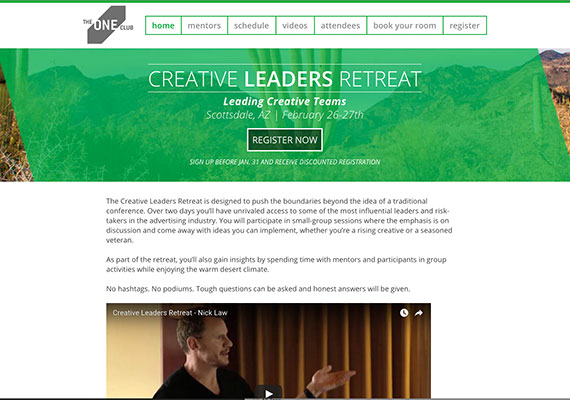 THE ONE CLUB
home mentors schedule videos attendees book your room register
CREATIVE LEADERS RETREAT
Leading Creative Teams
Scottsdale, AZ | February 26-27th
REGISTER NOW
SIGN UP BEFORE JAN. 31 AND RECEIVE DISCOUNTED REGISTRATION
The Creative Leaders Retreat is designed to push the boundaries beyond the idea of a traditional
conference. Over two days you'll have unrivaled access to some of the most influential leaders and risk-
takers in the advertising industry. You will participate in small-group sessions where the emphasis is on
discussion and come away with ideas you can implement, whether you're a rising creative or a seasoned
veteran.
As part of the retreat, you'll also gain insights by spending time with mentors and participants in group
activities while enjoying the warm desert climate.
No hashtags. No podiums. Tough questions can be asked and honest answers will be given.
Creative Leaders Retreat - Nick Law